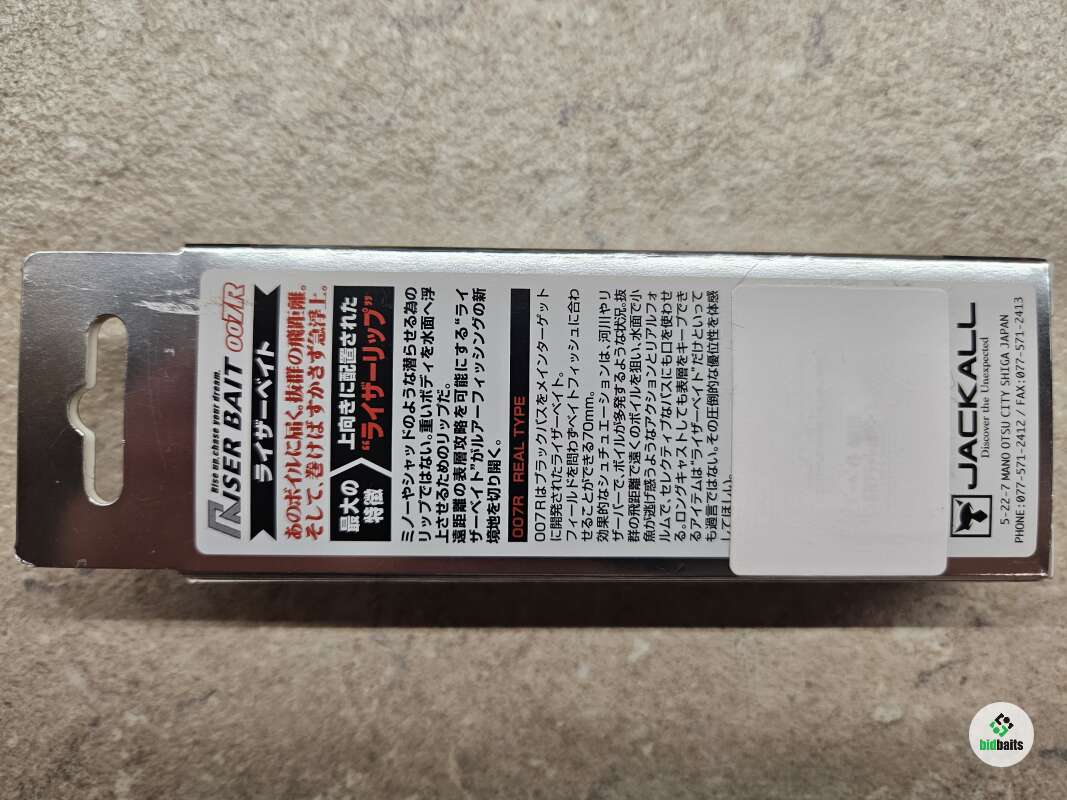 Rise up, chase your dream.
RISER BAIT 007R
ライザーベイト
あのボイルに届く。抜群の飛距離。
そして、巻けばすかさず急浮上。
最大の
特徴
上向きに配置された
“ライザーリップ”
ミノーやシャッドのような潜らせる為の
リップではない。重いボディを水面へ浮
上させるためのリップだ。
遠距離の表層攻略を可能にする“ライ
ザーベイト”がルアーフィッシングの新
境地を切り開く。
007R REAL TYPE
007Rはブラックバスをメインターゲット
に開発されたライザーベイト。
フィールドを問わずベイトフィッシュに合わ
せることができる70mm。
効果的なシュチュエーションは、河川やリ
ザーバーで、ボイルが多発するような状況。抜
群の飛距離で遠くのボイルを狙い、水面で小
魚が逃げ惑うようなアクションとリアルフォ
ルムで、セレクティブなバスにも口を使わせ
る。ロングキャストしても表層をキープでき
るアイテムは“ライザーベイト”だけといって
も過言ではない。その圧倒的な優位性を体感
してほしい。
JACKALL
Discover the Unexpected
5-22-7 MANO OTSU CITY SHIGA JAPAN
PHONE:077-571-2412 / FAX:077-571-2413
bidbaits